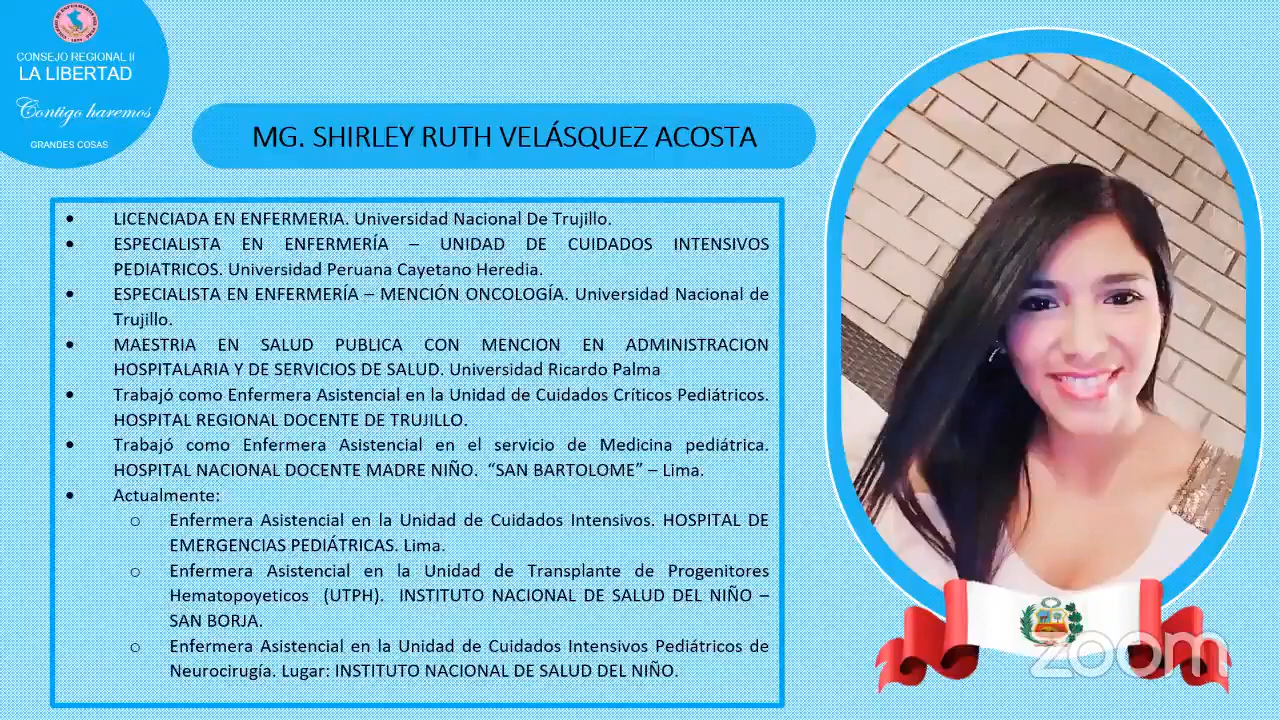 CONSEJO REGIONAL II
LA LIBERTAD
Contigo haremos
GRANDES COSAS
MG. SHIRLEY RUTH VELÁSQUEZ ACOSTA
• LICENCIADA EN ENFERMERIA. Universidad Nacional De Trujillo.
• ESPECIALISTA EN ENFERMERÍA – UNIDAD DE CUIDADOS INTENSIVOS
PEDIATRICOS. Universidad Peruana Cayetano Heredia.
• ESPECIALISTA EN ENFERMERÍA – MENCIÓN ONCOLOGÍA. Universidad Nacional de
Trujillo.
• MAESTRIA EN SALUD PUBLICA CON MENCION EN ADMINISTRACION
HOSPITALARIA Y DE SERVICIOS DE SALUD. Universidad Ricardo Palma
• Trabajó como Enfermera Asistencial en la Unidad de Cuidados Críticos Pediátricos.
HOSPITAL REGIONAL DOCENTE DE TRUJILLO.
• Trabajó como Enfermera Asistencial en el servicio de Medicina pediátrica.
HOSPITAL NACIONAL DOCENTE MADRE NIÑO. “SAN BARTOLOME” – Lima.
• Actualmente:
o Enfermera Asistencial en la Unidad de Cuidados Intensivos. HOSPITAL DE
EMERGENCIAS PEDIÁTRICAS. Lima.
o Enfermera Asistencial en la Unidad de Transplante de Progenitores
Hematopoyeticos (UTPH). INSTITUTO NACIONAL DE SALUD DEL NIÑO –
SAN BORJA.
o Enfermera Asistencia en la Unidad de Cuidados Intensivos Pediátricos de
Neurocirugía. Lugar: INSTITUTO NACIONAL DE SALUD DEL NIÑO.
zoom